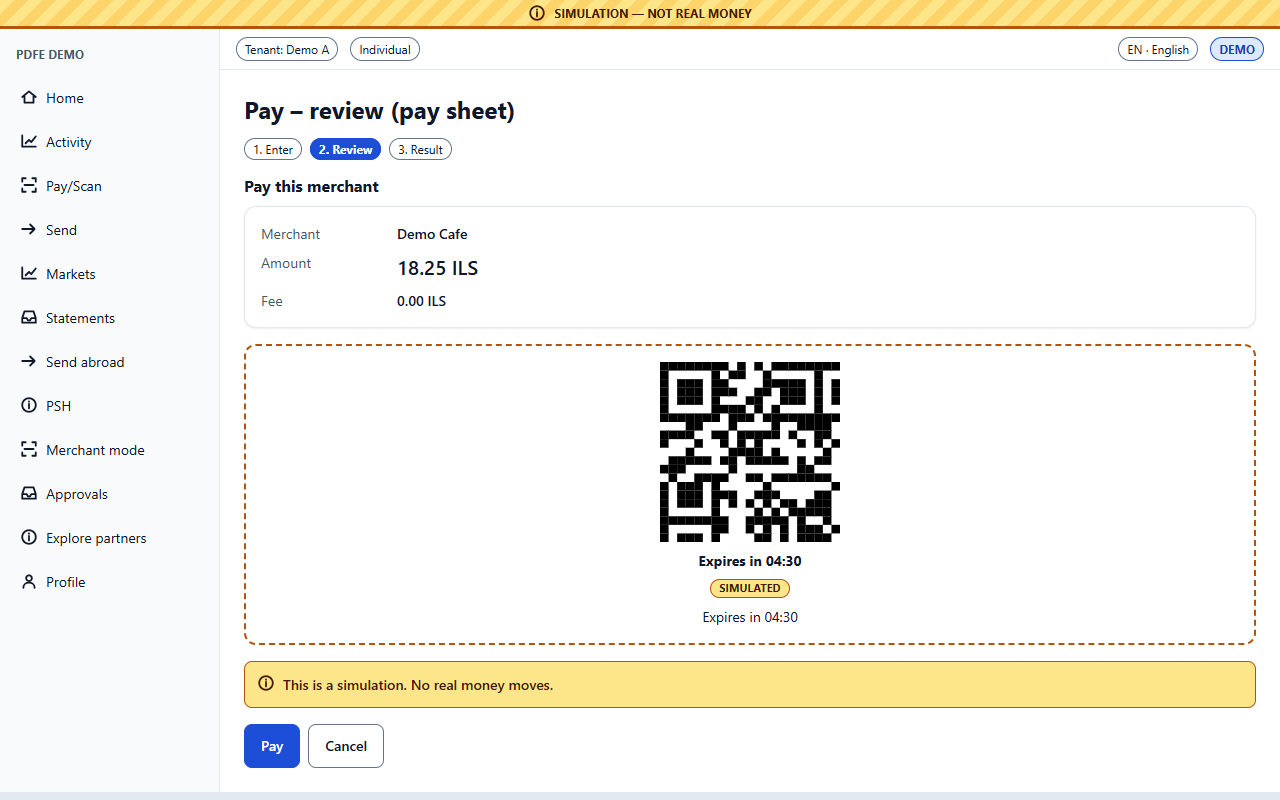 SIMULATION — NOT REAL MONEY
PDFE DEMO
Tenant: Demo A
Individual
EN · English
DEMO
Home
Activity
Pay/Scan
Send
Markets
Statements
Send abroad
PSH
Merchant mode
Approvals
Explore partners
Profile
Pay – review (pay sheet)
1. Enter
2. Review
3. Result
Pay this merchant
Merchant Demo Cafe
Amount 18.25 ILS
Fee 0.00 ILS
Expires in 04:30
SIMULATED
Expires in 04:30
This is a simulation. No real money moves.
Pay
Cancel